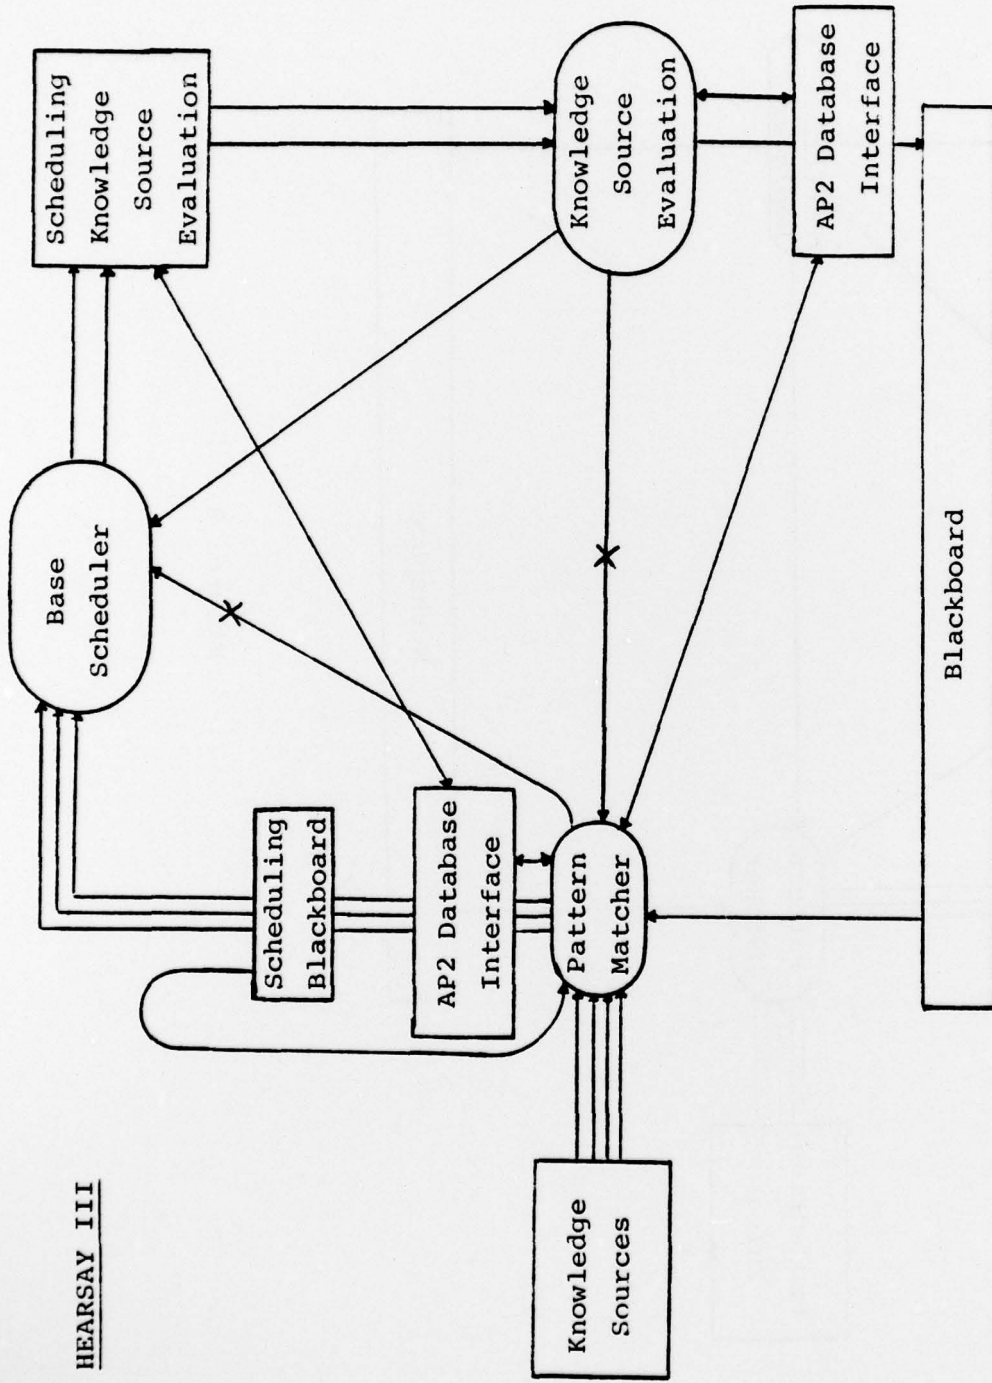 HEARSAY III
Knowledge
Sources
Pattern
Matcher
AP2 Database
Interface
Scheduling
Blackboard
Base
Scheduler
Scheduling
Knowledge
Source
Evaluation
Knowledge
Source
Evaluation
AP2 Database
Interface
Blackboard